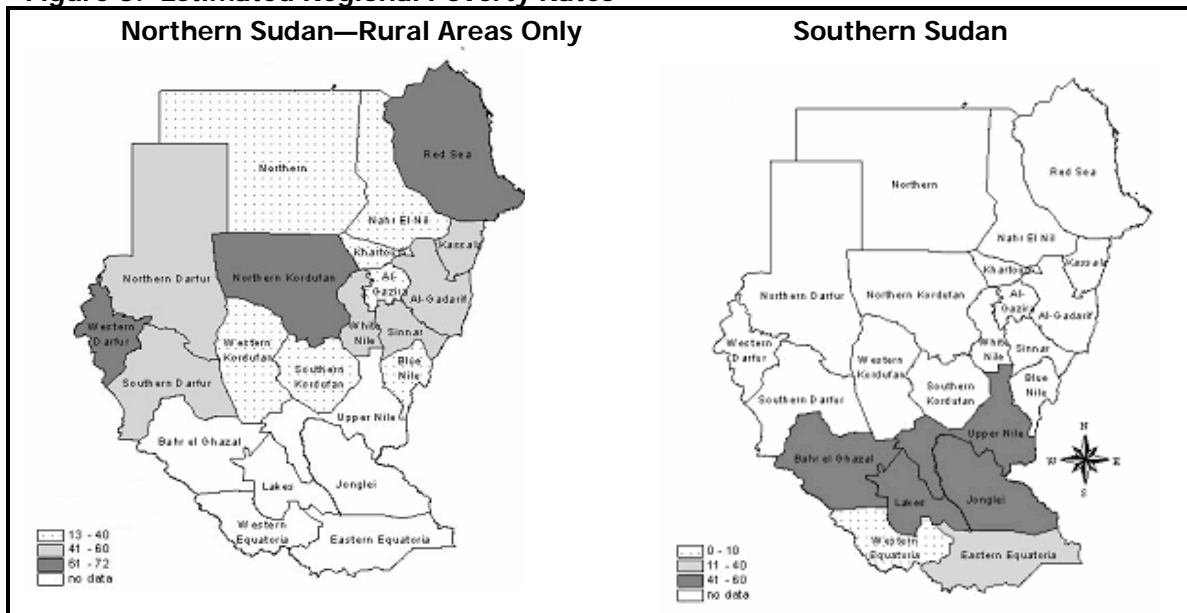 Figure 3. Estimated Regional Poverty Rates
Northern Sudan—Rural Areas Only
Southern Sudan
Northern
Red Sea
Nahr El-Nil
Khartoum
Kassala
Northern Darfur
Northern Kordufan
Al-Gazira
Al-Gadarif
Western Darfur
White Nile
Sinnar
Western Kordufan
Southern Kordufan
Blue Nile
Southern Darfur
Upper Nile
Bahr el Ghazal
Lakes
Jonglei
Western Equatoria
Eastern Equatoria
13 - 40
41 - 60
61 - 72
no data
Northern
Red Sea
Nahr El Nil
Khartoum
Kassala
Northern Darfur
Northern Kordufan
Al-Gazira
Al-Gadarif
Western Darfur
Western Kordufan
White Nile
Sinnar
Southern Darfur
Southern Kordufan
Blue Nile
Upper Nile
Bahr el Ghazal
Lakes
Jonglei
Western Equatoria
Eastern Equatoria
N
W
E
S
0 - 10
11 - 40
41 - 60
no data